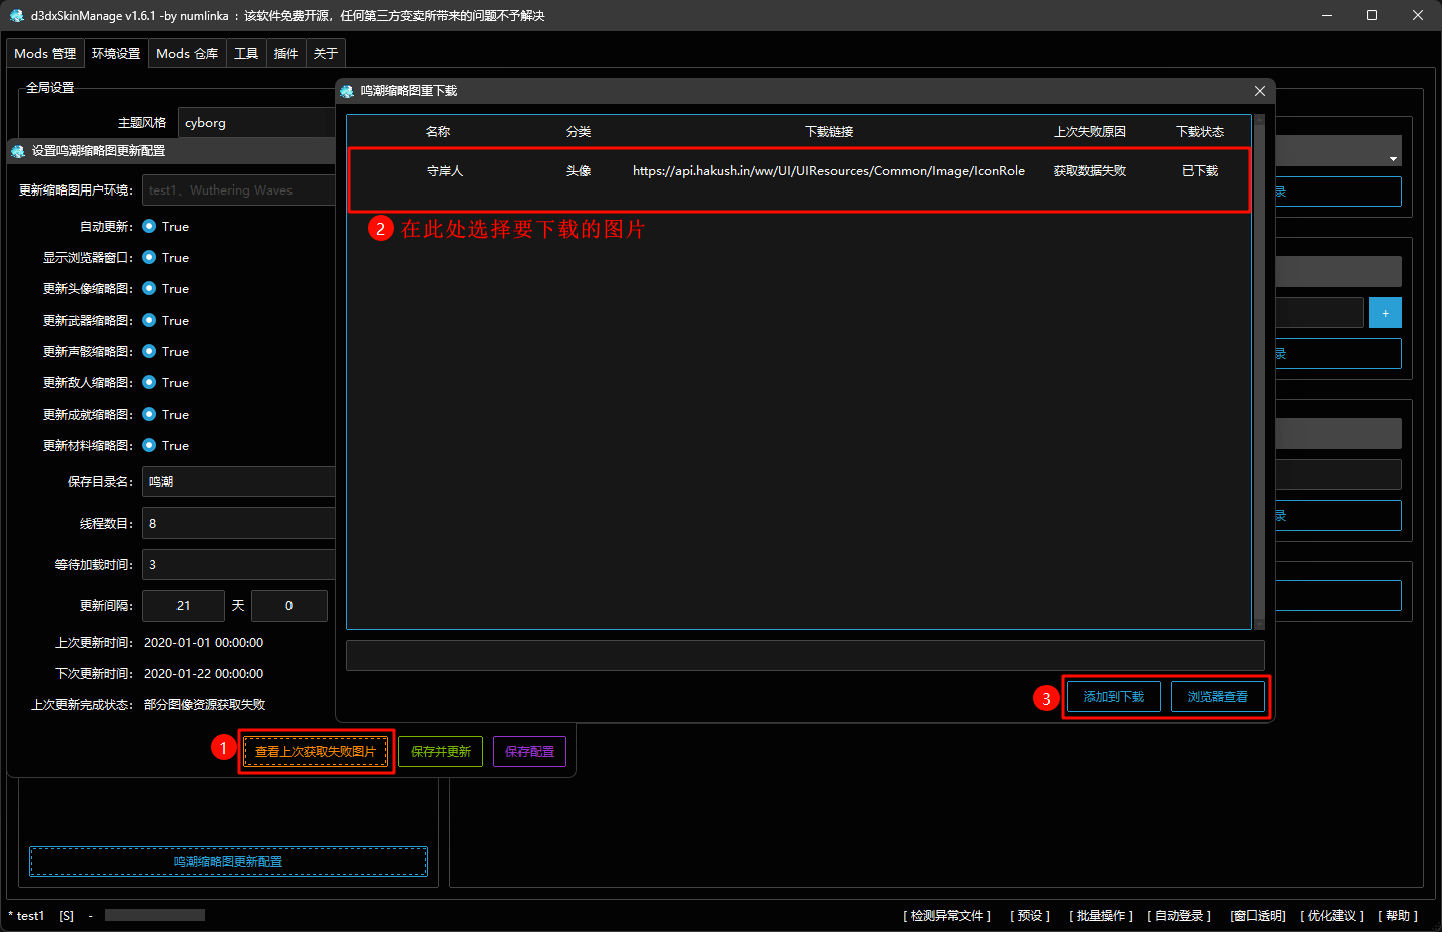 d3dxSkinManage v1.6.1 -by numlinka ：该软件免费开源，任何第三方变卖所带来的问题不予解决
Mods 管理 环境设置 Mods 仓库 工具 插件 关于
全局设置
主题风格 cyborg
设置鸣潮缩略图更新配置
更新缩略图用户环境: test1、Wuthering Waves
自动更新: True
显示浏览器窗口: True
更新头像缩略图: True
更新武器缩略图: True
更新声骸缩略图: True
更新敌人缩略图: True
更新成就缩略图: True
更新材料缩略图: True
保存目录名: 鸣潮
线程数目: 8
等待加载时间: 3
更新间隔: 21 天 0
上次更新时间: 2020-01-01 00:00:00
下次更新时间: 2020-01-22 00:00:00
上次更新完成状态: 部分图像资源获取失败
1 查看上次获取失败图片 保存并更新 保存配置
鸣潮缩略图更新配置
鸣潮缩略图重下载
名称 分类 下载链接 上次失败原因 下载状态
守岸人 头像 https://api.hakush.in/ww/UI/UIResources/Common/Image/IconRole 获取数据失败 已下载
2 在此处选择要下载的图片
3 添加到下载 浏览器查看
录
+
录
录
* test1 [S] - [ 检测异常文件 ] [ 预设 ] [ 批量操作 ] [ 自动登录 ] [窗口透明] [ 优化建议 ] [ 帮助 ]